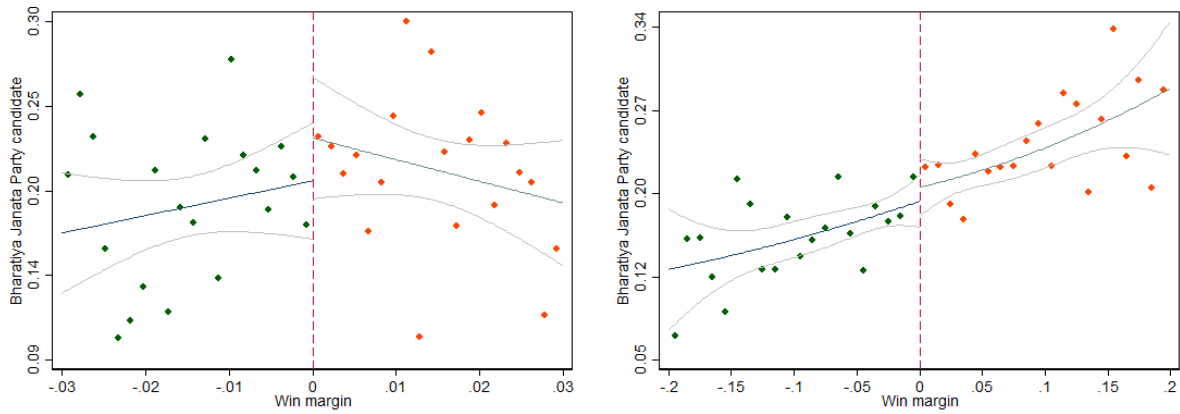 Bharatiya Janata Party candidate
0.30
0.25
0.20
0.14
0.09
-.03 -.02 -.01 0 .01 .02 .03
Win margin
Bharatiya Janata Party candidate
0.34
0.27
0.20
0.12
0.05
-.2 -.15 -.1 -.05 0 .05 .1 .15 .2
Win margin